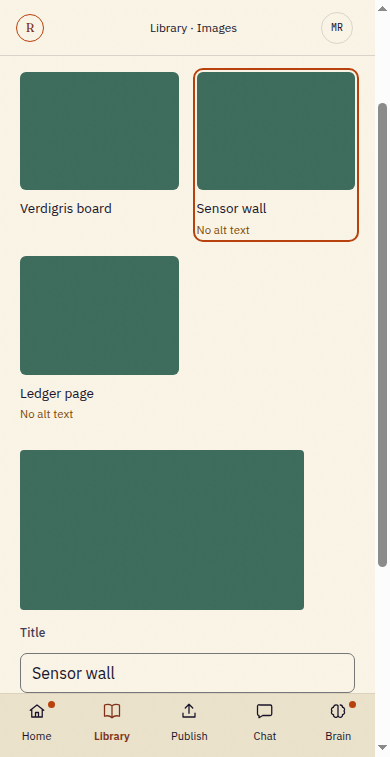 R
Library · Images
MR
Verdigris board
Sensor wall
No alt text
Ledger page
No alt text
Title
Sensor wall
Home
Library
Publish
Chat
Brain